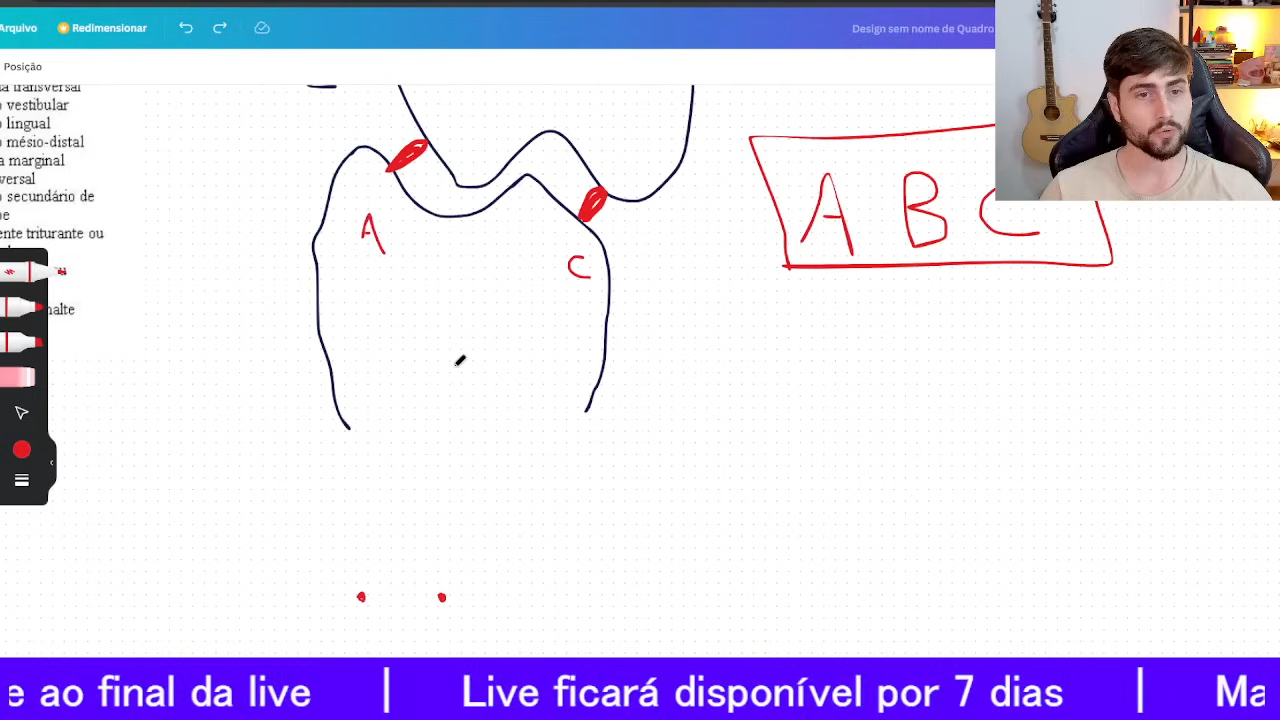 Arquivo
Redimensionar
Design sem nome de Quadro
Posição
a transversal
o vestibular
o lingual
o mésio-distal
a marginal
versal
o secundário de
ente triturante ou
malte
A
C
A B C
e ao final da live | Live ficará disponível por 7 dias | Ma